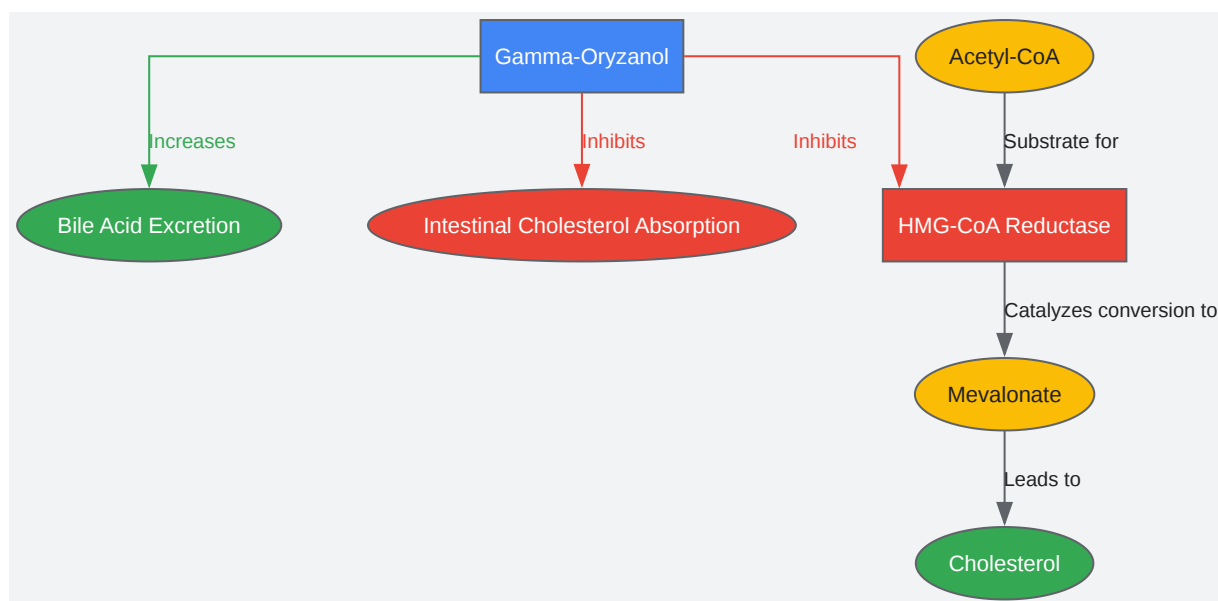 Gamma-Oryzanol
Acetyl-CoA
Increases
Inhibits
Inhibits
Substrate for
Bile Acid Excretion
Intestinal Cholesterol Absorption
HMG-CoA Reductase
Catalyzes conversion to
Mevalonate
Leads to
Cholesterol